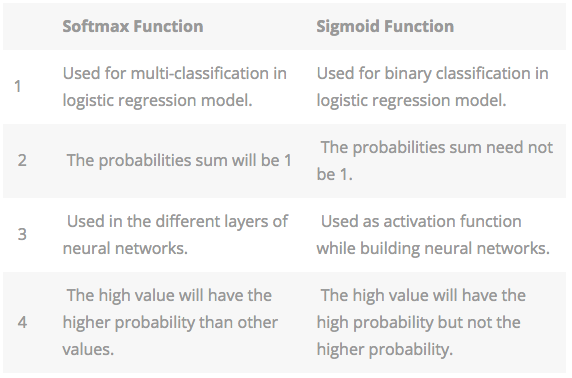 Softmax Function Sigmoid Function
1 Used for multi-classification in logistic regression model. Used for binary classification in logistic regression model.
2 The probabilities sum will be 1 The probabilities sum need not be 1.
3 Used in the different layers of neural networks. Used as activation function while building neural networks.
4 The high value will have the higher probability than other values. The high value will have the high probability but not the higher probability.